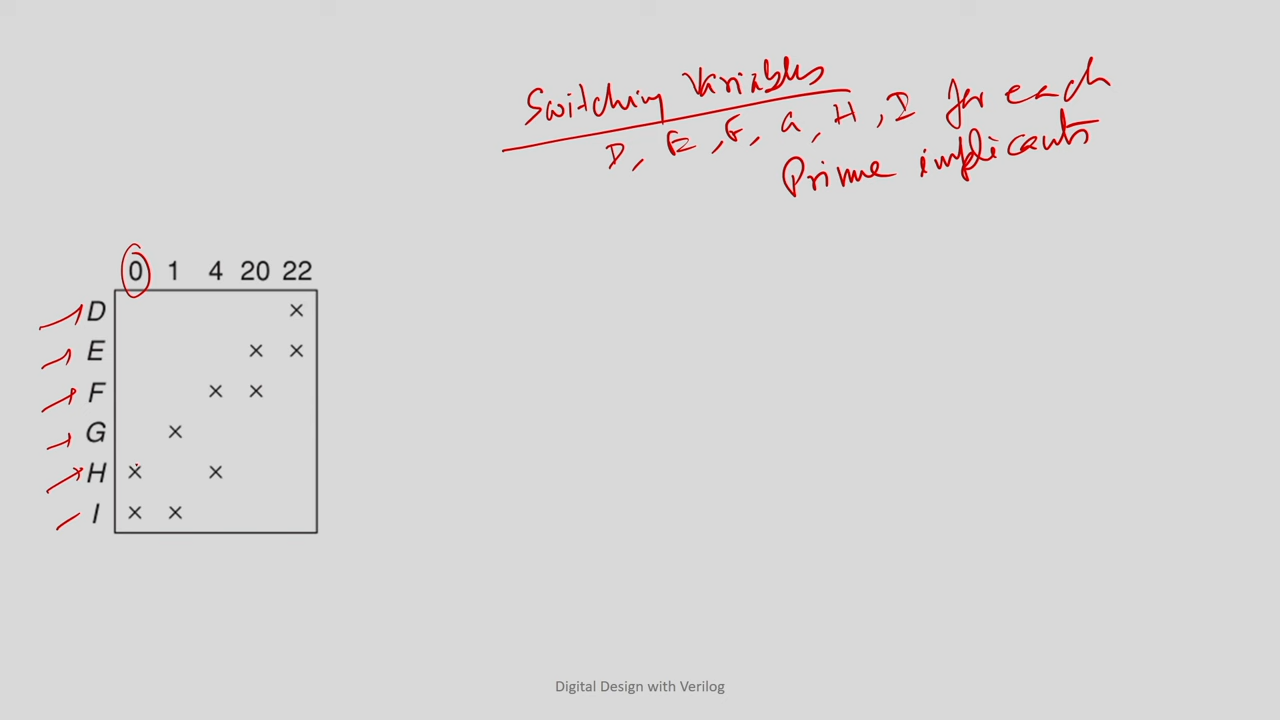 Switching Variables
D, E, F, G, H, I for each
Prime implicants
0 1 4 20 22
D ×
E × ×
F × ×
G ×
H × ×
I × ×
Digital Design with Verilog